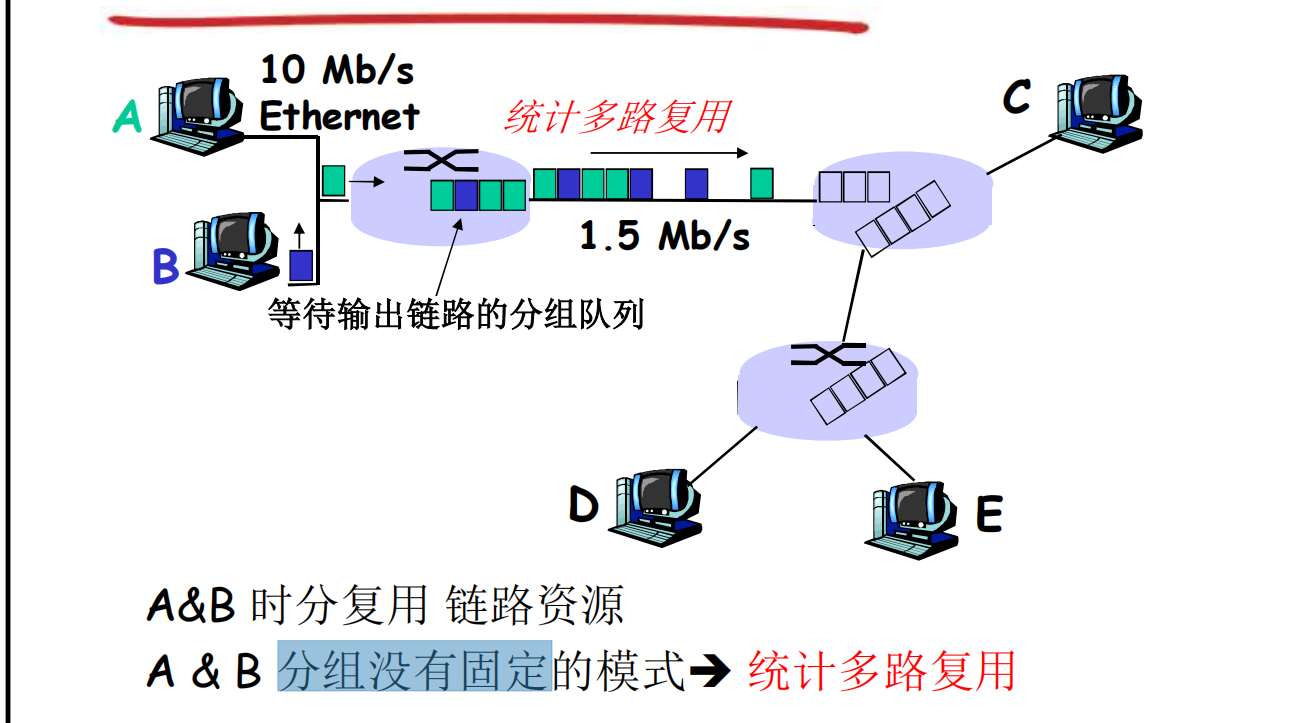 10 Mb/s
Ethernet
A
统计多路复用
C
1.5 Mb/s
B
等待输出链路的分组队列
D
E
A&B 时分复用 链路资源
A & B 分组没有固定的模式➔ 统计多路复用